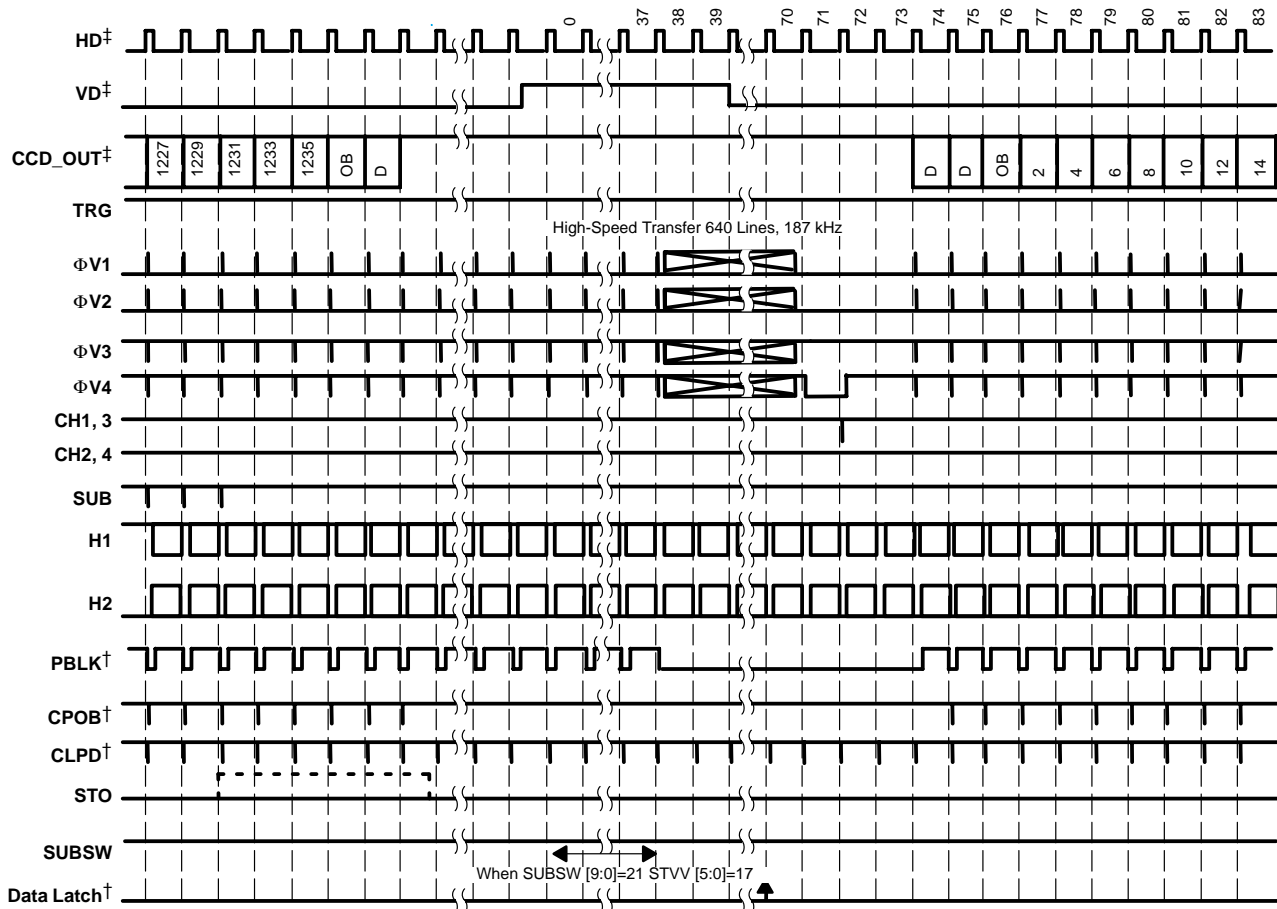 0 37 38 39 70 71 72 73 74 75 76 77 78 79 80 81 82 83
HD‡
VD‡
CCD_OUT‡ 1227 1229 1231 1233 1235 OB D D D OB 2 4 6 8 10 12 14
TRG
High-Speed Transfer 640 Lines, 187 kHz
ΦV1
ΦV2
ΦV3
ΦV4
CH1, 3
CH2, 4
SUB
H1
H2
PBLK†
CPOB†
CLPD†
STO
SUBSW
When SUBSW [9:0]=21 STVV [5:0]=17
Data Latch†